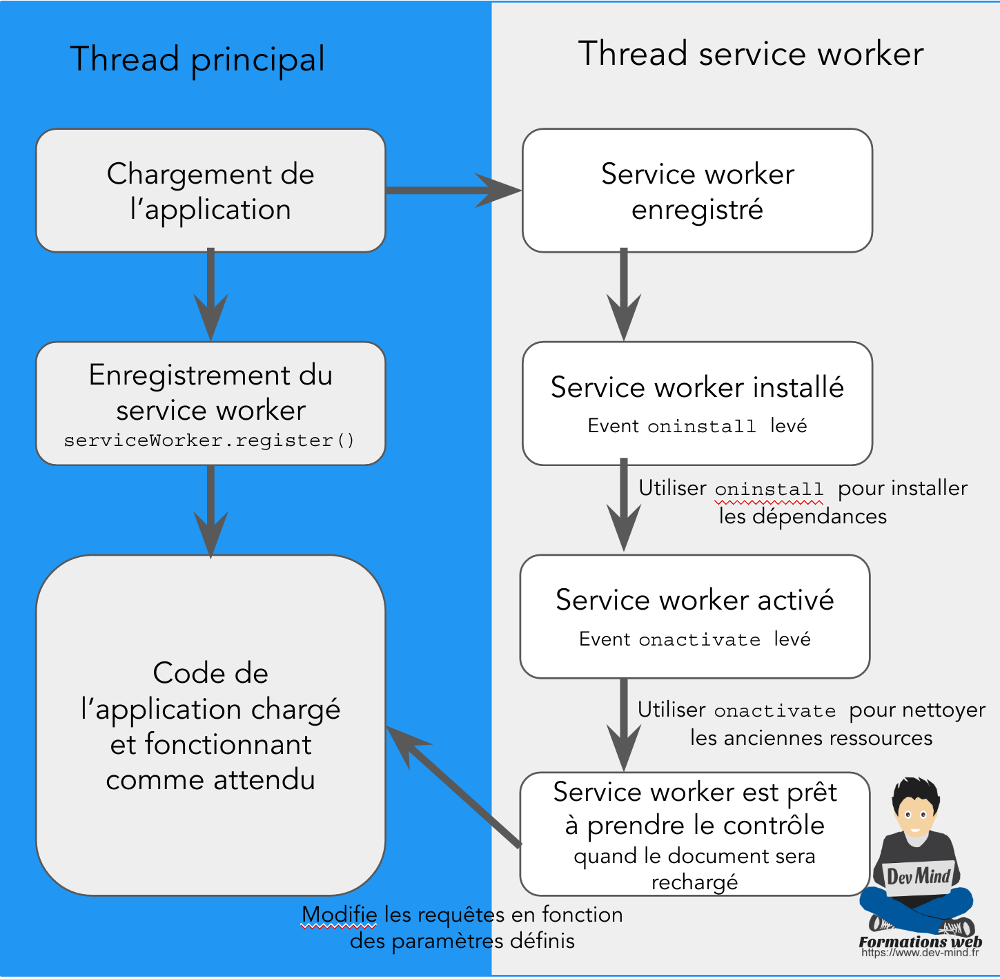 Thread principal
Thread service worker
Chargement de
l’application
Service worker
enregistré
Enregistrement du
service worker
serviceWorker.register()
Service worker installé
Event oninstall levé
Utiliser oninstall pour installer
les dépendances
Service worker activé
Event onactivate levé
Code de
l’application chargé
et fonctionnant
comme attendu
Utiliser onactivate pour nettoyer
les anciennes ressources
Service worker est prêt
à prendre le contrôle
quand le document sera
rechargé
Modifie les requêtes en fonction
des paramètres définis
Dev Mind
Formations web
https://www.dev-mind.fr